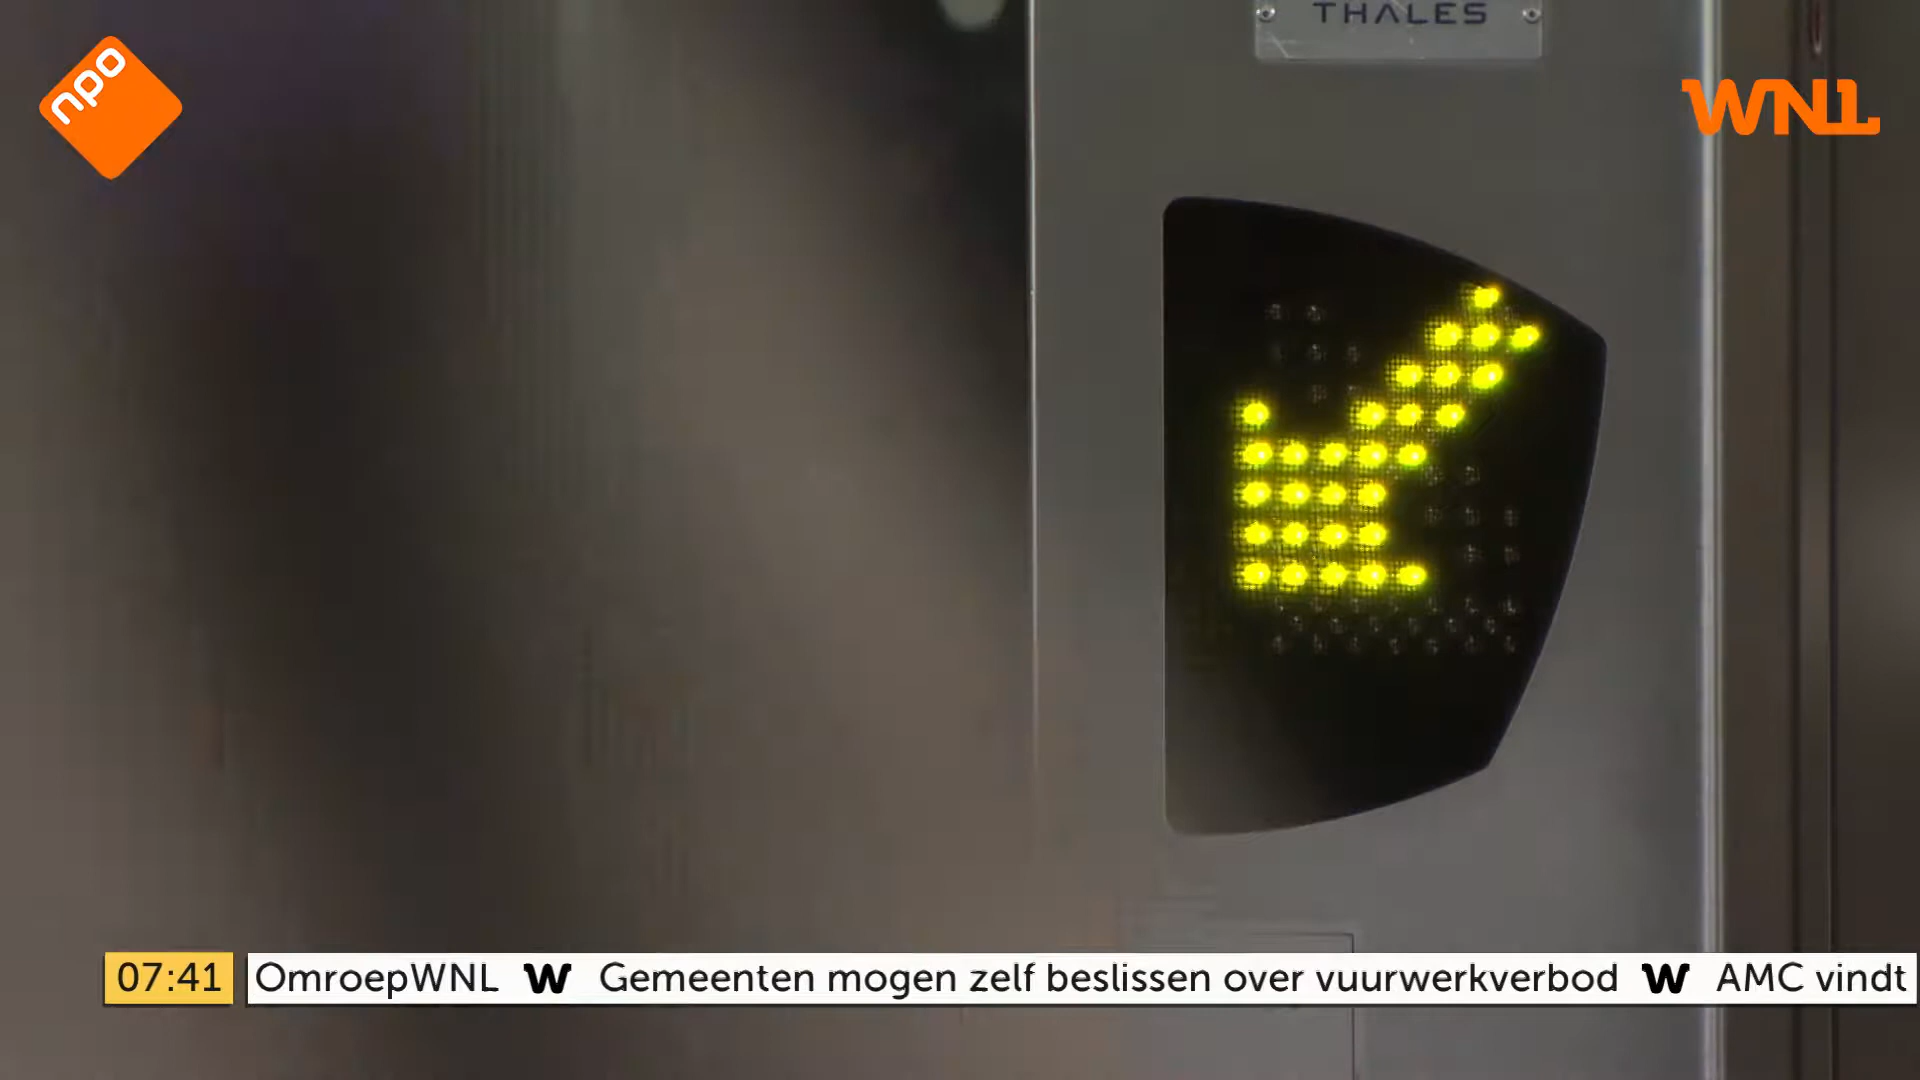 THALES
npo
WNL
07:41 OmroepWNL W Gemeenten mogen zelf beslissen over vuurwerkverbod W AMC vindt